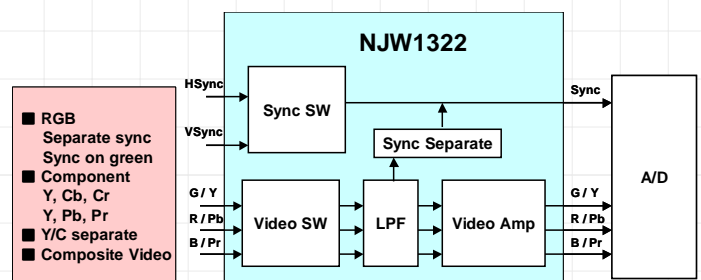 NJW1322
HSync
VSync
Sync SW
Sync
Sync Separate
■ RGB
Separate sync
Sync on green
■ Component
Y, Cb, Cr
Y, Pb, Pr
■ Y/C separate
■ Composite Video
G / Y
R / Pb
B / Pr
Video SW
LPF
Video Amp
G / Y
R / Pb
B / Pr
A/D